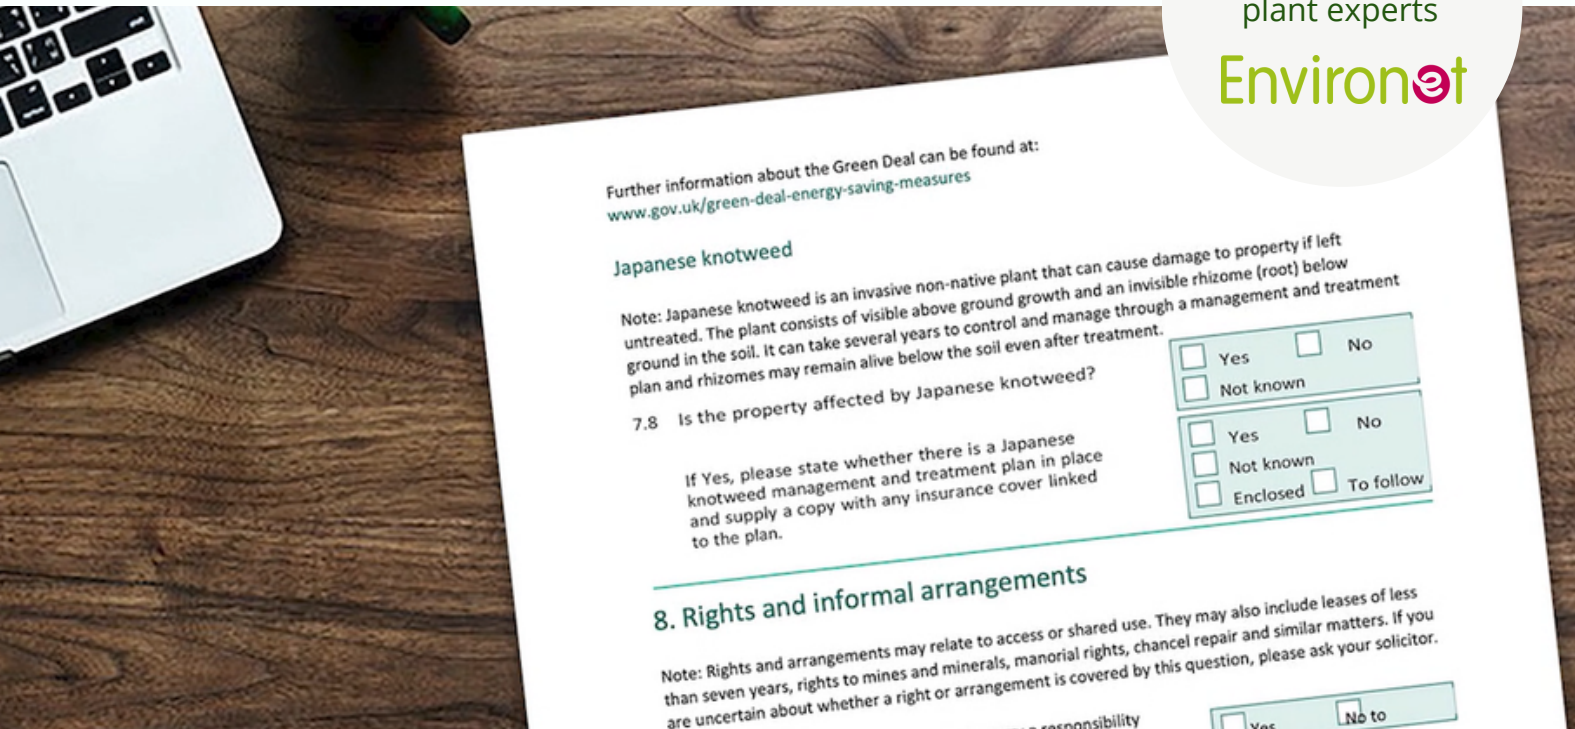 plant experts
Environet
Further information about the Green Deal can be found at:
www.gov.uk/green-deal-energy-saving-measures
Japanese knotweed
Note: Japanese knotweed is an invasive non-native plant that can cause damage to property if left
untreated. The plant consists of visible above ground growth and an invisible rhizome (root) below
ground in the soil. It can take several years to control and manage through a management and treatment
plan and rhizomes may remain alive below the soil even after treatment.
7.8 Is the property affected by Japanese knotweed?
Yes No
Not known
If Yes, please state whether there is a Japanese
knotweed management and treatment plan in place
and supply a copy with any insurance cover linked
to the plan.
Yes No
Not known
Enclosed To follow
8. Rights and informal arrangements
Note: Rights and arrangements may relate to access or shared use. They may also include leases of less
than seven years, rights to mines and minerals, manorial rights, chancel repair and similar matters. If you
are uncertain about whether a right or arrangement is covered by this question, please ask your solicitor.
responsibility
Yes No to